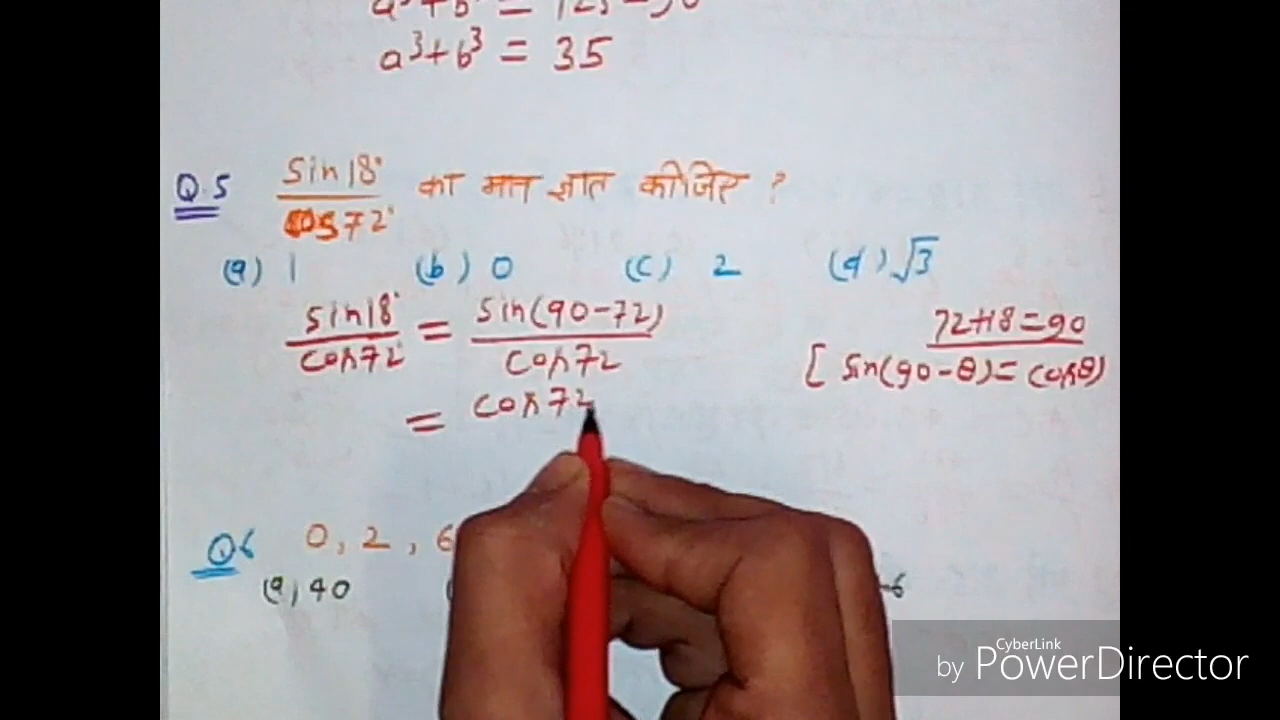 a³+b³ = 35
Q.5 sin18° / cos72° का मान ज्ञात कीजिए ?
(a) 1 (b) 0 (c) 2 (d) √3
sin18° / cos72° = sin(90-72) / cos72
72+18=90
[ sin(90-θ)= cosθ)
= cos72
Q6 0, 2, 6
(a) 40
CyberLink
by PowerDirector